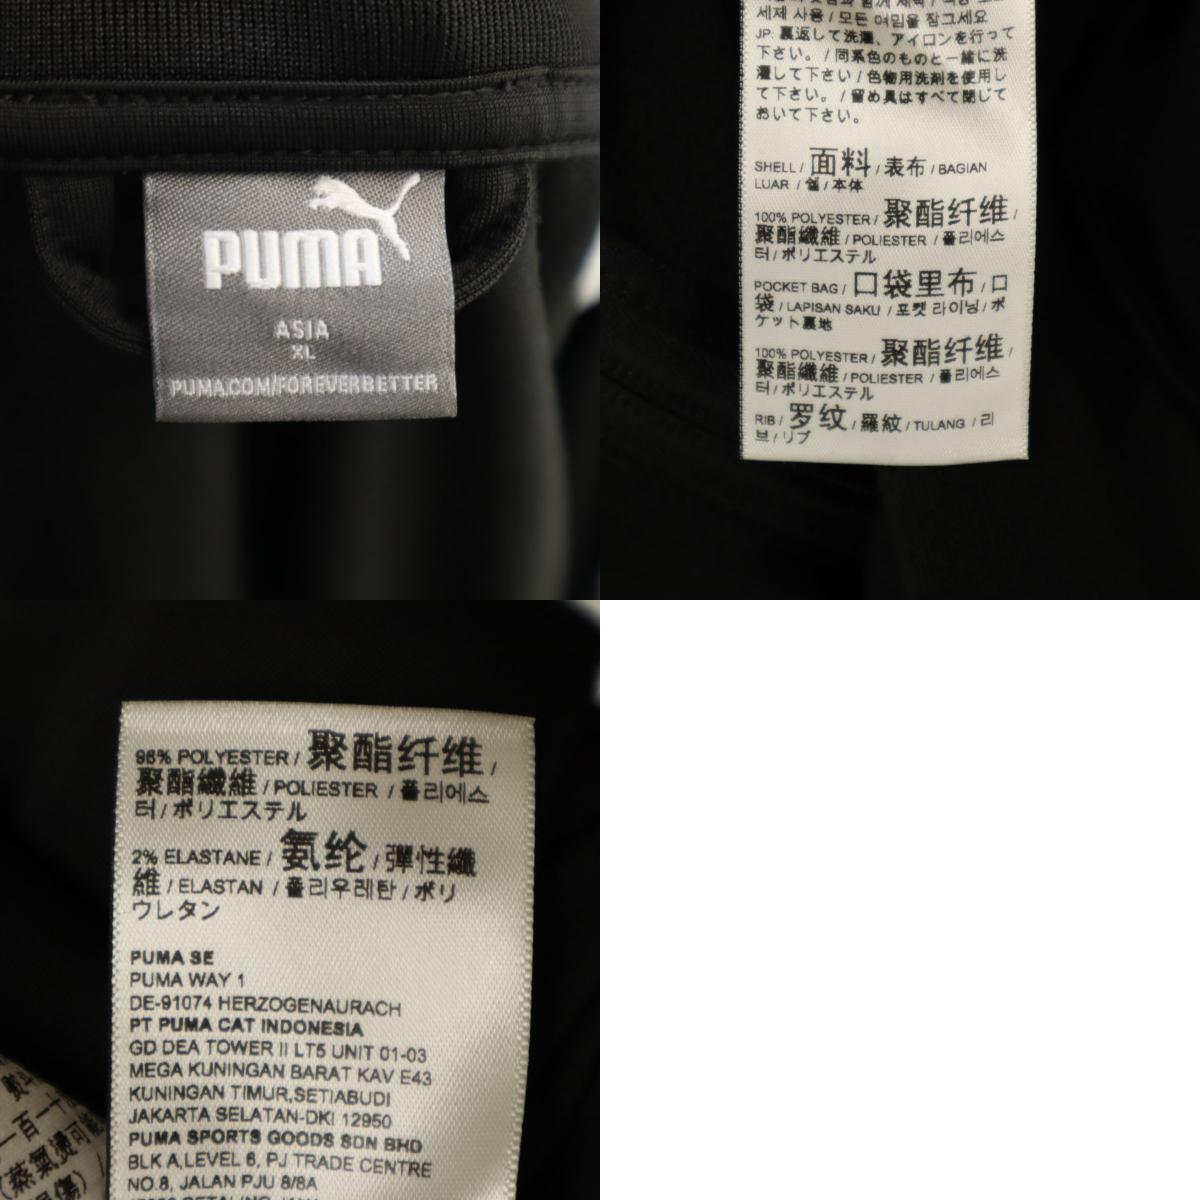 PUMA
ASIA
XL
PUMA.COM/FOREVERBETTER
세제 사용 / 모든 여밈을 잠그세요
JP: 裏返して洗濯、アイロンを行って
下さい。 / 同系色のものと一緒に洗
濯して下さい / 色物用洗剤を使用し
て下さい。 / 留め具はすべて閉じて
おいて下さい。
SHELL / 面料 / 表布 / BAGIAN
LUAR / 쉘 / 本体
100% POLYESTER / 聚酯纤维 /
聚酯纖維 / POLIESTER / 폴리에스
터 / ポリエステル
POCKET BAG / 口袋里布 / 口
袋 / LAPISAN SAKU / 포켓 라이닝 / ポ
ケット裏地
100% POLYESTER / 聚酯纤维 /
聚酯纖維 / POLIESTER / 폴리에스
터 / ポリエステル
RIB / 罗纹 / 羅紋 / TULANG / 리
브 / リブ
98% POLYESTER / 聚酯纤维 /
聚酯纖維 / POLIESTER / 폴리에스
터 / ポリエステル
2% ELASTANE / 氨纶 / 彈性纖
維 / ELASTAN / 폴리우레탄 / ポリ
ウレタン
PUMA SE
PUMA WAY 1
DE-91074 HERZOGENAURACH
PT PUMA CAT INDONESIA
GD DEA TOWER II LT5 UNIT 01-03
MEGA KUNINGAN BARAT KAV E43
KUNINGAN TIMUR,SETIABUDI
JAKARTA SELATAN-DKI 12950
PUMA SPORTS GOODS SDN BHD
BLK A,LEVEL 6, PJ TRADE CENTRE
NO.8, JALAN PJU 8/8A
一百一十
(蒸氣燙可能